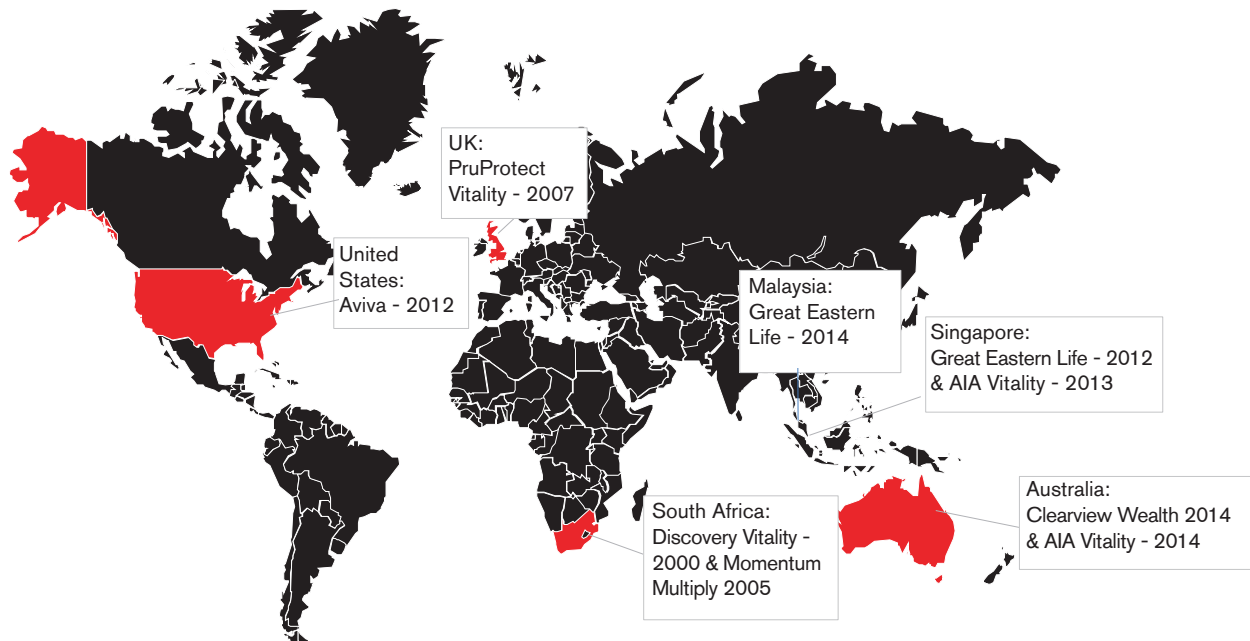 UK:
PruProtect
Vitality - 2007
United
States:
Aviva - 2012
Malaysia:
Great Eastern
Life - 2014
Singapore:
Great Eastern Life - 2012
& AIA Vitality - 2013
South Africa:
Discovery Vitality -
2000 & Momentum
Multiply 2005
Australia:
Clearview Wealth 2014
& AIA Vitality - 2014